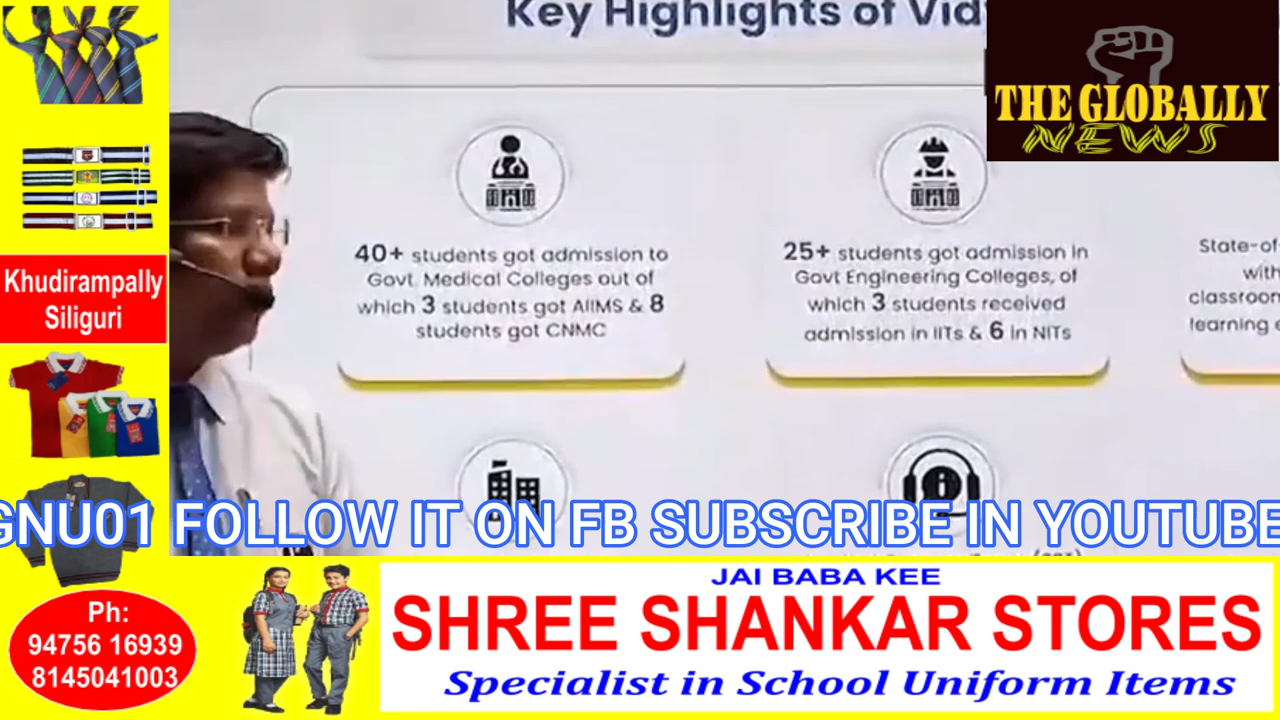 Key Highlights of
THE GLOBALLY
NEWS
40+ students got admission to
Govt. Medical Colleges out of
which 3 students got AIIMS & 8
students got CNMC
25+ students got admission in
Govt Engineering Colleges, of
which 3 students received
admission in IITs & 6 in NITs
State-of
with
classroo
learning
Khudirampally
Siliguri
GNU01 FOLLOW IT ON FB SUBSCRIBE IN YOUTUBE
Ph:
94756 16939
8145041003
JAI BABA KEE
SHREE SHANKAR STORES
Specialist in School Uniform Items